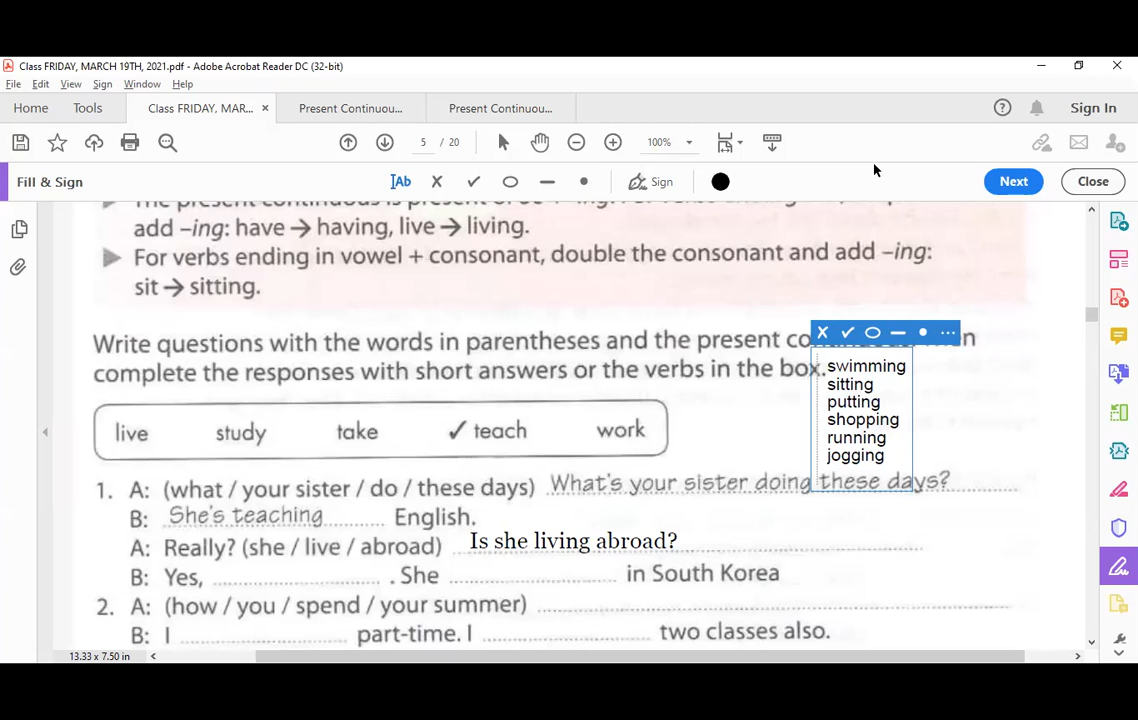 Class FRIDAY, MARCH 19TH, 2021.pdf - Adobe Acrobat Reader DC (32-bit)
File Edit View Sign Window Help
Home Tools Class FRIDAY, MAR... × Present Continuou... Present Continuou... Sign In
5 / 20 100%
Fill & Sign Ab Sign Next Close
add –ing: have → having, live → living.
For verbs ending in vowel + consonant, double the consonant and add –ing:
sit → sitting.
Write questions with the words in parentheses and the present
complete the responses with short answers or the verbs in the box.
swimming
sitting
putting
shopping
running
jogging
live study take ✓ teach work
1. A: (what / your sister / do / these days) What's your sister doing these days?
B: She's teaching English.
A: Really? (she / live / abroad) Is she living abroad?
B: Yes, . She in South Korea
2. A: (how / you / spend / your summer)
B: I part-time. I two classes also.
13.33 x 7.50 in